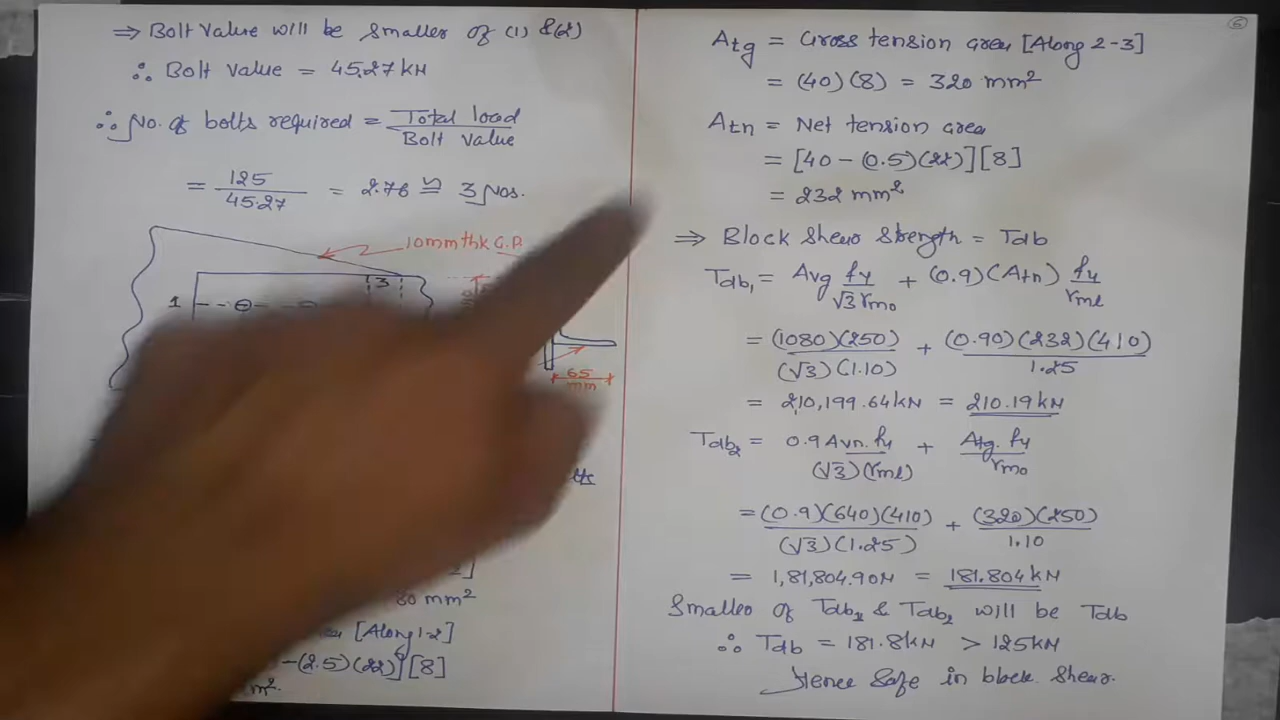 ⇒ Bolt value will be smaller of (1) & (2)
∴ Bolt value = 45.27 kN
∴ No. of bolts required = Total load / Bolt value
= 125 / 45.27 = 2.76 ≌ 3 Nos.
10mm thk G.P.
3
1
65
mm
80 mm²
[Along 1-2]
-(2.5)(22)][8]
mm².
5
Atg = Gross tension area [Along 2-3]
= (40)(8) = 320 mm²
Atn = Net tension area
= [40 - (0.5)(22)][8]
= 232 mm²
⇒ Block Shear Strength = Tdb
Tdb₁ = Avg fy / √3 γmo + (0.9)(Atn) fu / γml
= (1080)(250) / (√3)(1.10) + (0.90)(232)(410) / 1.25
= 210,199.64 kN = 210.19 kN
Tdb₂ = 0.9 Avn. fu / (√3)(γml) + Atg. fy / γmo
= (0.9)(640)(410) / (√3)(1.25) + (320)(250) / 1.10
= 1,81,804.90 N = 181.804 kN
Smaller of Tdb₁ & Tdb₂ will be Tdb
∴ Tdb = 181.8 kN > 125 kN
Hence Safe in block shear.